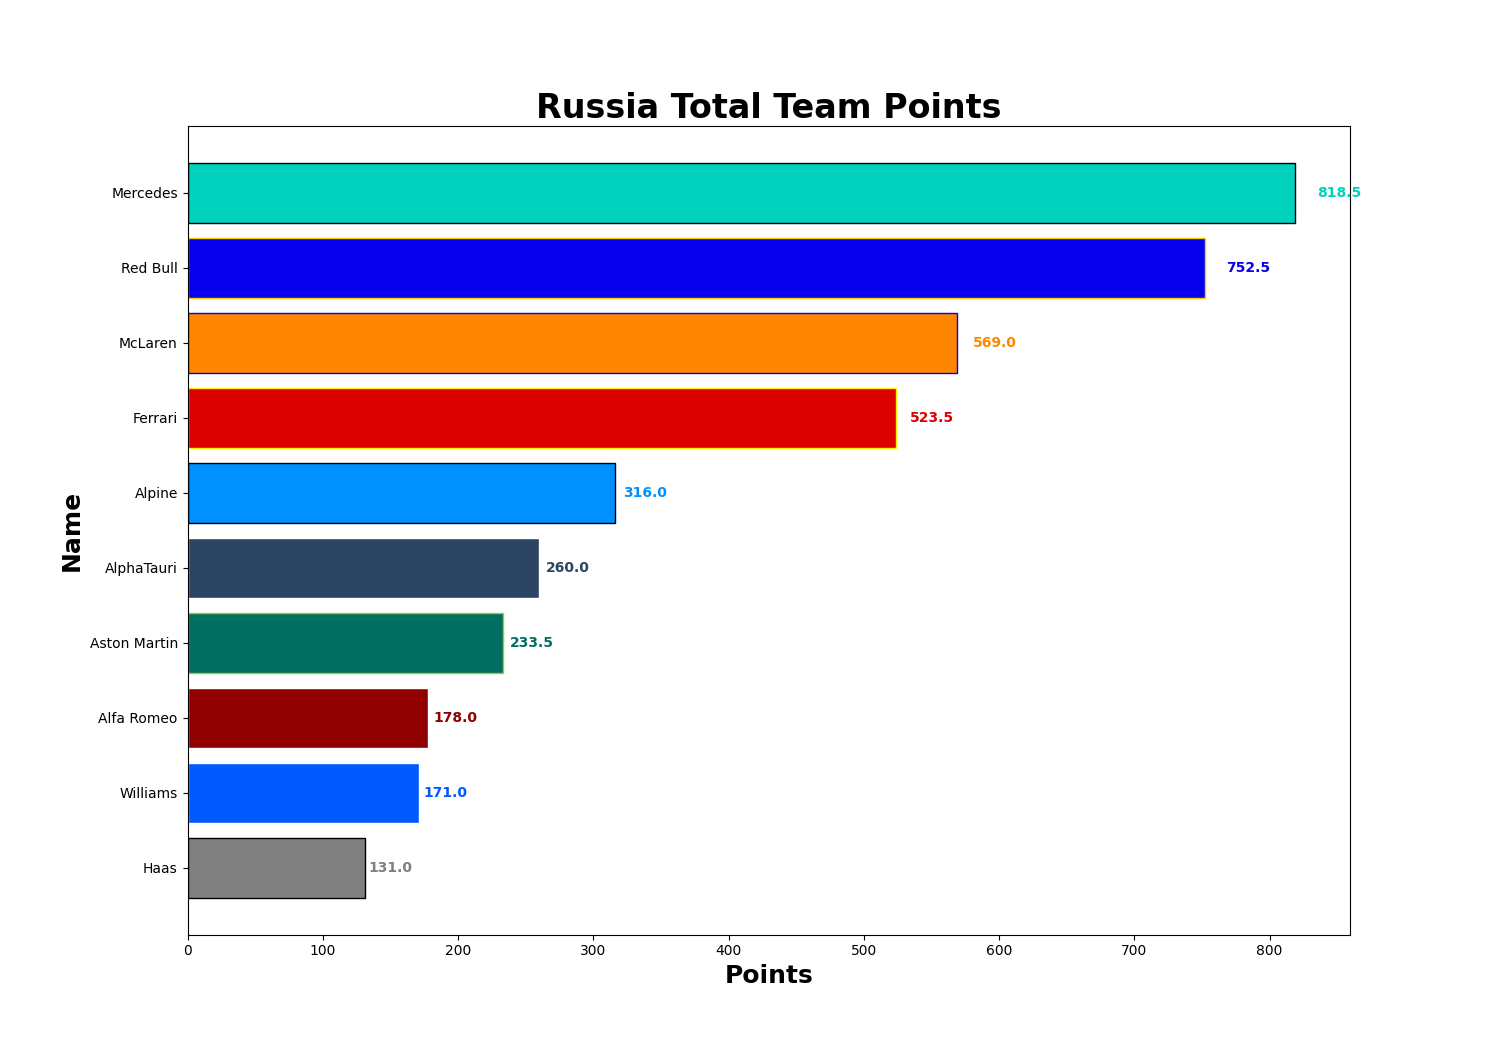 Russia Total Team Points
Mercedes 818.5
Red Bull 752.5
McLaren 569.0
Ferrari 523.5
Alpine 316.0
Name
AlphaTauri 260.0
Aston Martin 233.5
Alfa Romeo 178.0
Williams 171.0
Haas 131.0
0 100 200 300 400 500 600 700 800
Points